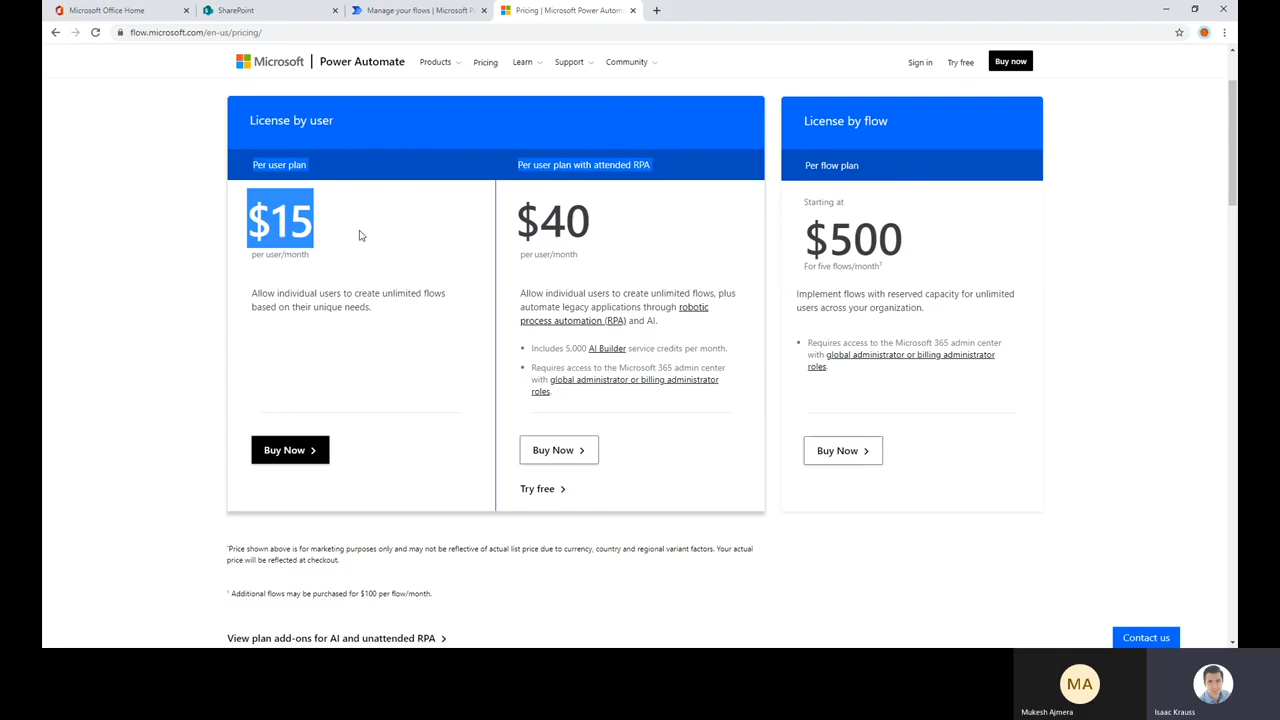 Microsoft Office Home
SharePoint
Manage your flows | Microsoft P
Pricing | Microsoft Power Autom
flow.microsoft.com/en-us/pricing/
Microsoft | Power Automate
Products
Pricing
Learn
Support
Community
Sign in
Try free
Buy now
License by user
Per user plan
Per user plan with attended RPA
$15
per user/month
Allow individual users to create unlimited flows
based on their unique needs.
Buy Now
$40
per user/month
Allow individual users to create unlimited flows, plus
automate legacy applications through robotic
process automation (RPA) and AI.
• Includes 5,000 AI Builder service credits per month.
• Requires access to the Microsoft 365 admin center
with global administrator or billing administrator
roles.
Buy Now
Try free
License by flow
Per flow plan
Starting at
$500
For five flows/month¹
Implement flows with reserved capacity for unlimited
users across your organization.
• Requires access to the Microsoft 365 admin center
with global administrator or billing administrator
roles.
Buy Now
*Price shown above is for marketing purposes only and may not be reflective of actual list price due to currency, country and regional variant factors. Your actual
price will be reflected at checkout.
¹ Additional flows may be purchased for $100 per flow/month.
View plan add-ons for AI and unattended RPA
Contact us
MA
Mukesh Ajmera
Isaac Krauss